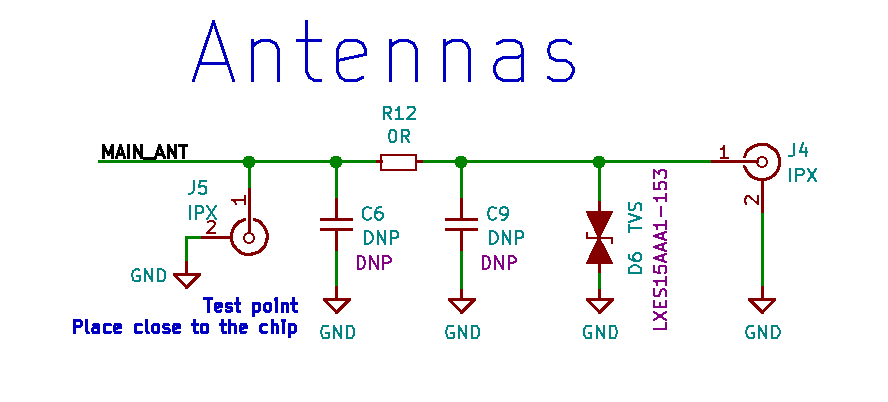 Antennas
R12
0R
MAIN_ANT
1
J4
IPX
2
J5
IPX
1
2
GND
C6
DNP
DNP
GND
C9
DNP
DNP
GND
D6 TVS
LXES15AAA1-153
GND
GND
Test point
Place close to the chip